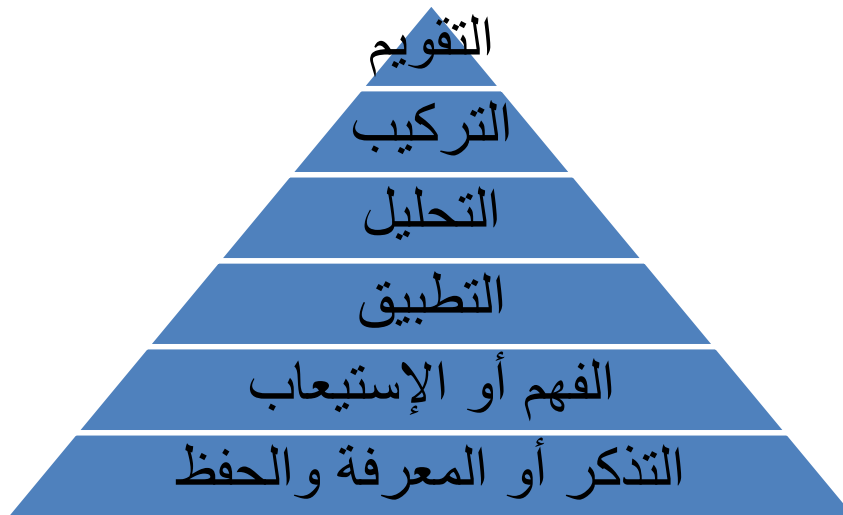 التقويم
التركيب
التحليل
التطبيق
الفهم أو الإستيعاب
التذكر أو المعرفة والحفظ